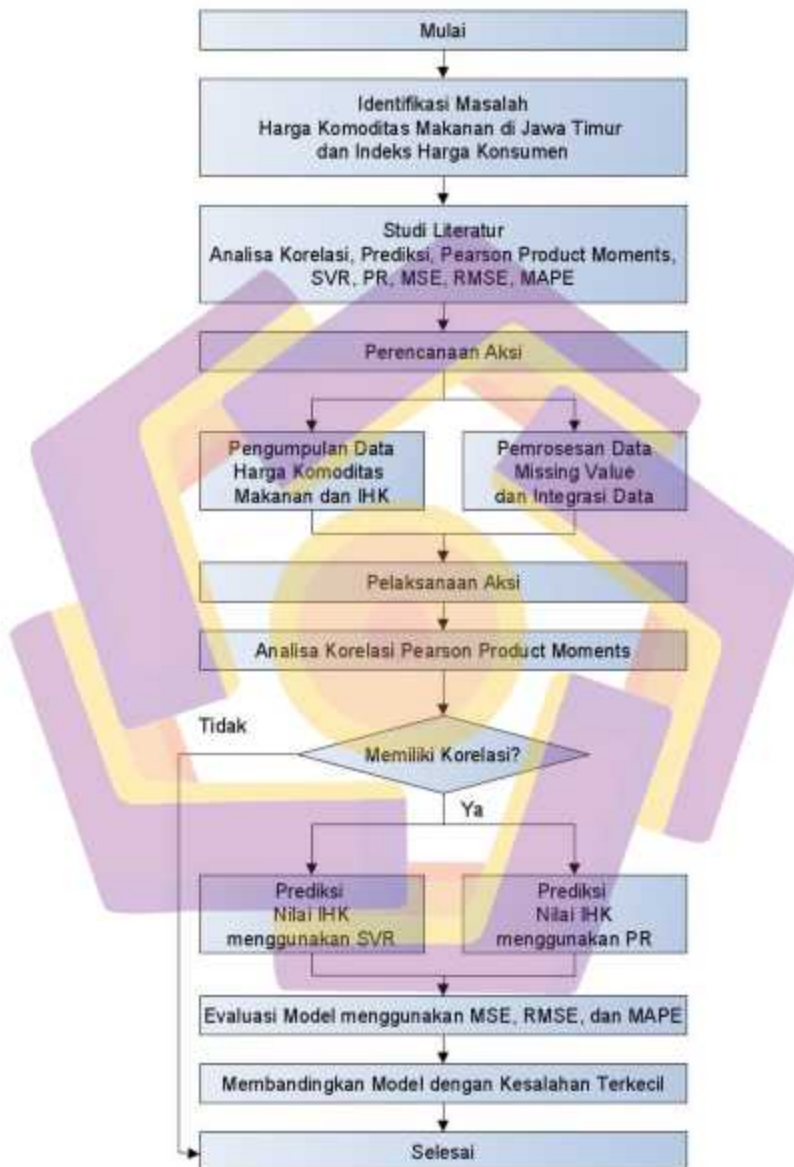 Mulai
Identifikasi Masalah
Harga Komoditas Makanan di Jawa Timur
dan Indeks Harga Konsumen
Studi Literatur
Analisa Korelasi, Prediksi, Pearson Product Moments,
SVR, PR, MSE, RMSE, MAPE
Perencanaan Aksi
Pengumpulan Data
Harga Komoditas
Makanan dan IHK
Pemrosesan Data
Missing Value
dan Integrasi Data
Pelaksanaan Aksi
Analisa Korelasi Pearson Product Moments
Tidak
Memiliki Korelasi?
Ya
Prediksi
Nilai IHK
menggunakan SVR
Prediksi
Nilai IHK
menggunakan PR
Evaluasi Model menggunakan MSE, RMSE, dan MAPE
Membandingkan Model dengan Kesalahan Terkecil
Selesai